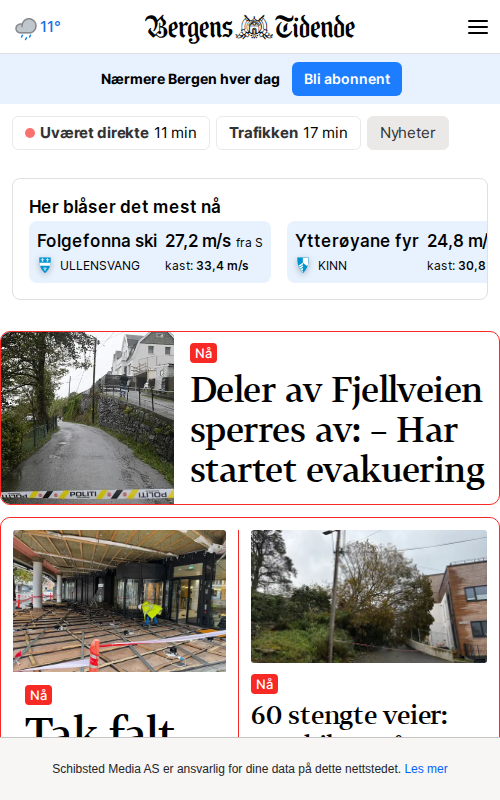 11°
Bergens Tidende
Nærmere Bergen hver dag
Bli abonnent
Uværet direkte 11 min
Trafikken 17 min
Nyheter
Her blåser det mest nå
Folgefonna ski 27,2 m/s fra S
ULLENSVANG kast: 33,4 m/s
Ytterøyane fyr 24,8 m/
KINN kast: 30,8
Nå
Deler av Fjellveien
sperres av: – Har
startet evakuering
POLITI
Nå
Tak falt
Nå
60 stengte veier:
Schibsted Media AS er ansvarlig for dine data på dette nettstedet. Les mer